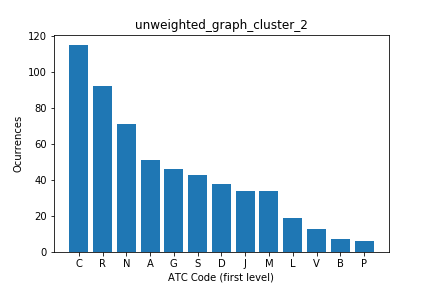 unweighted_graph_cluster_2
120
100
80
60
40
20
0
Ocurrences
C R N A G S D J M L V B P
ATC Code (first level)